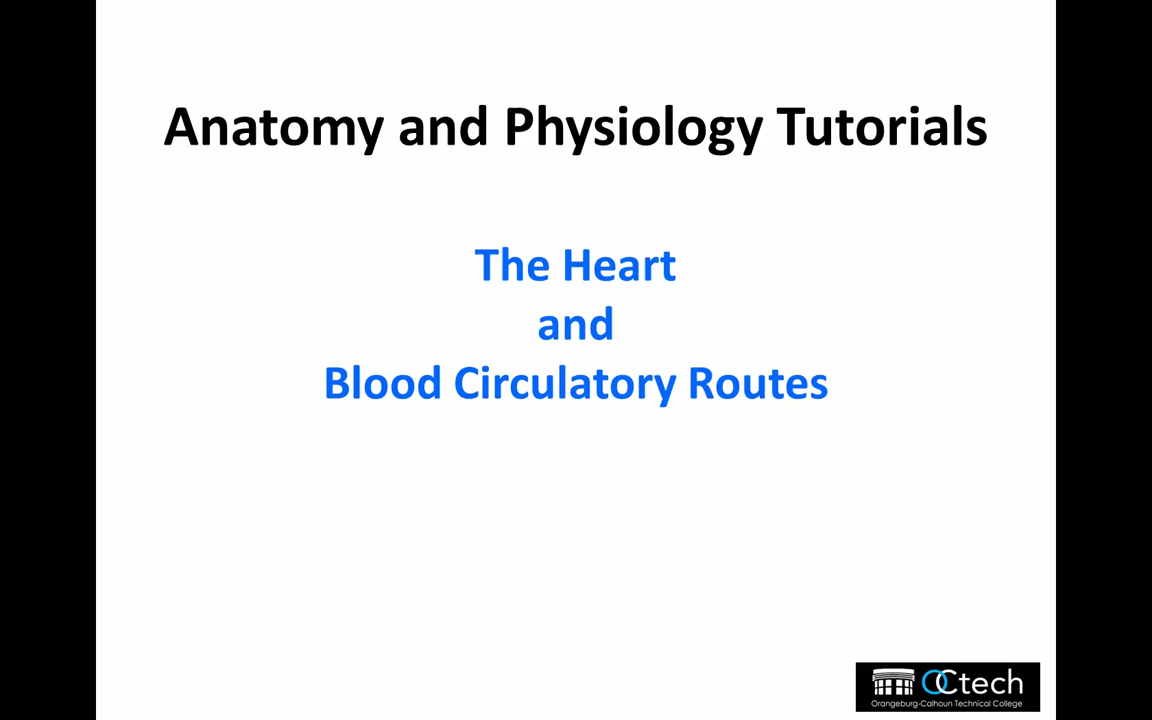 Anatomy and Physiology Tutorials
The Heart
and
Blood Circulatory Routes
OCtech
Orangeburg-Calhoun Technical College